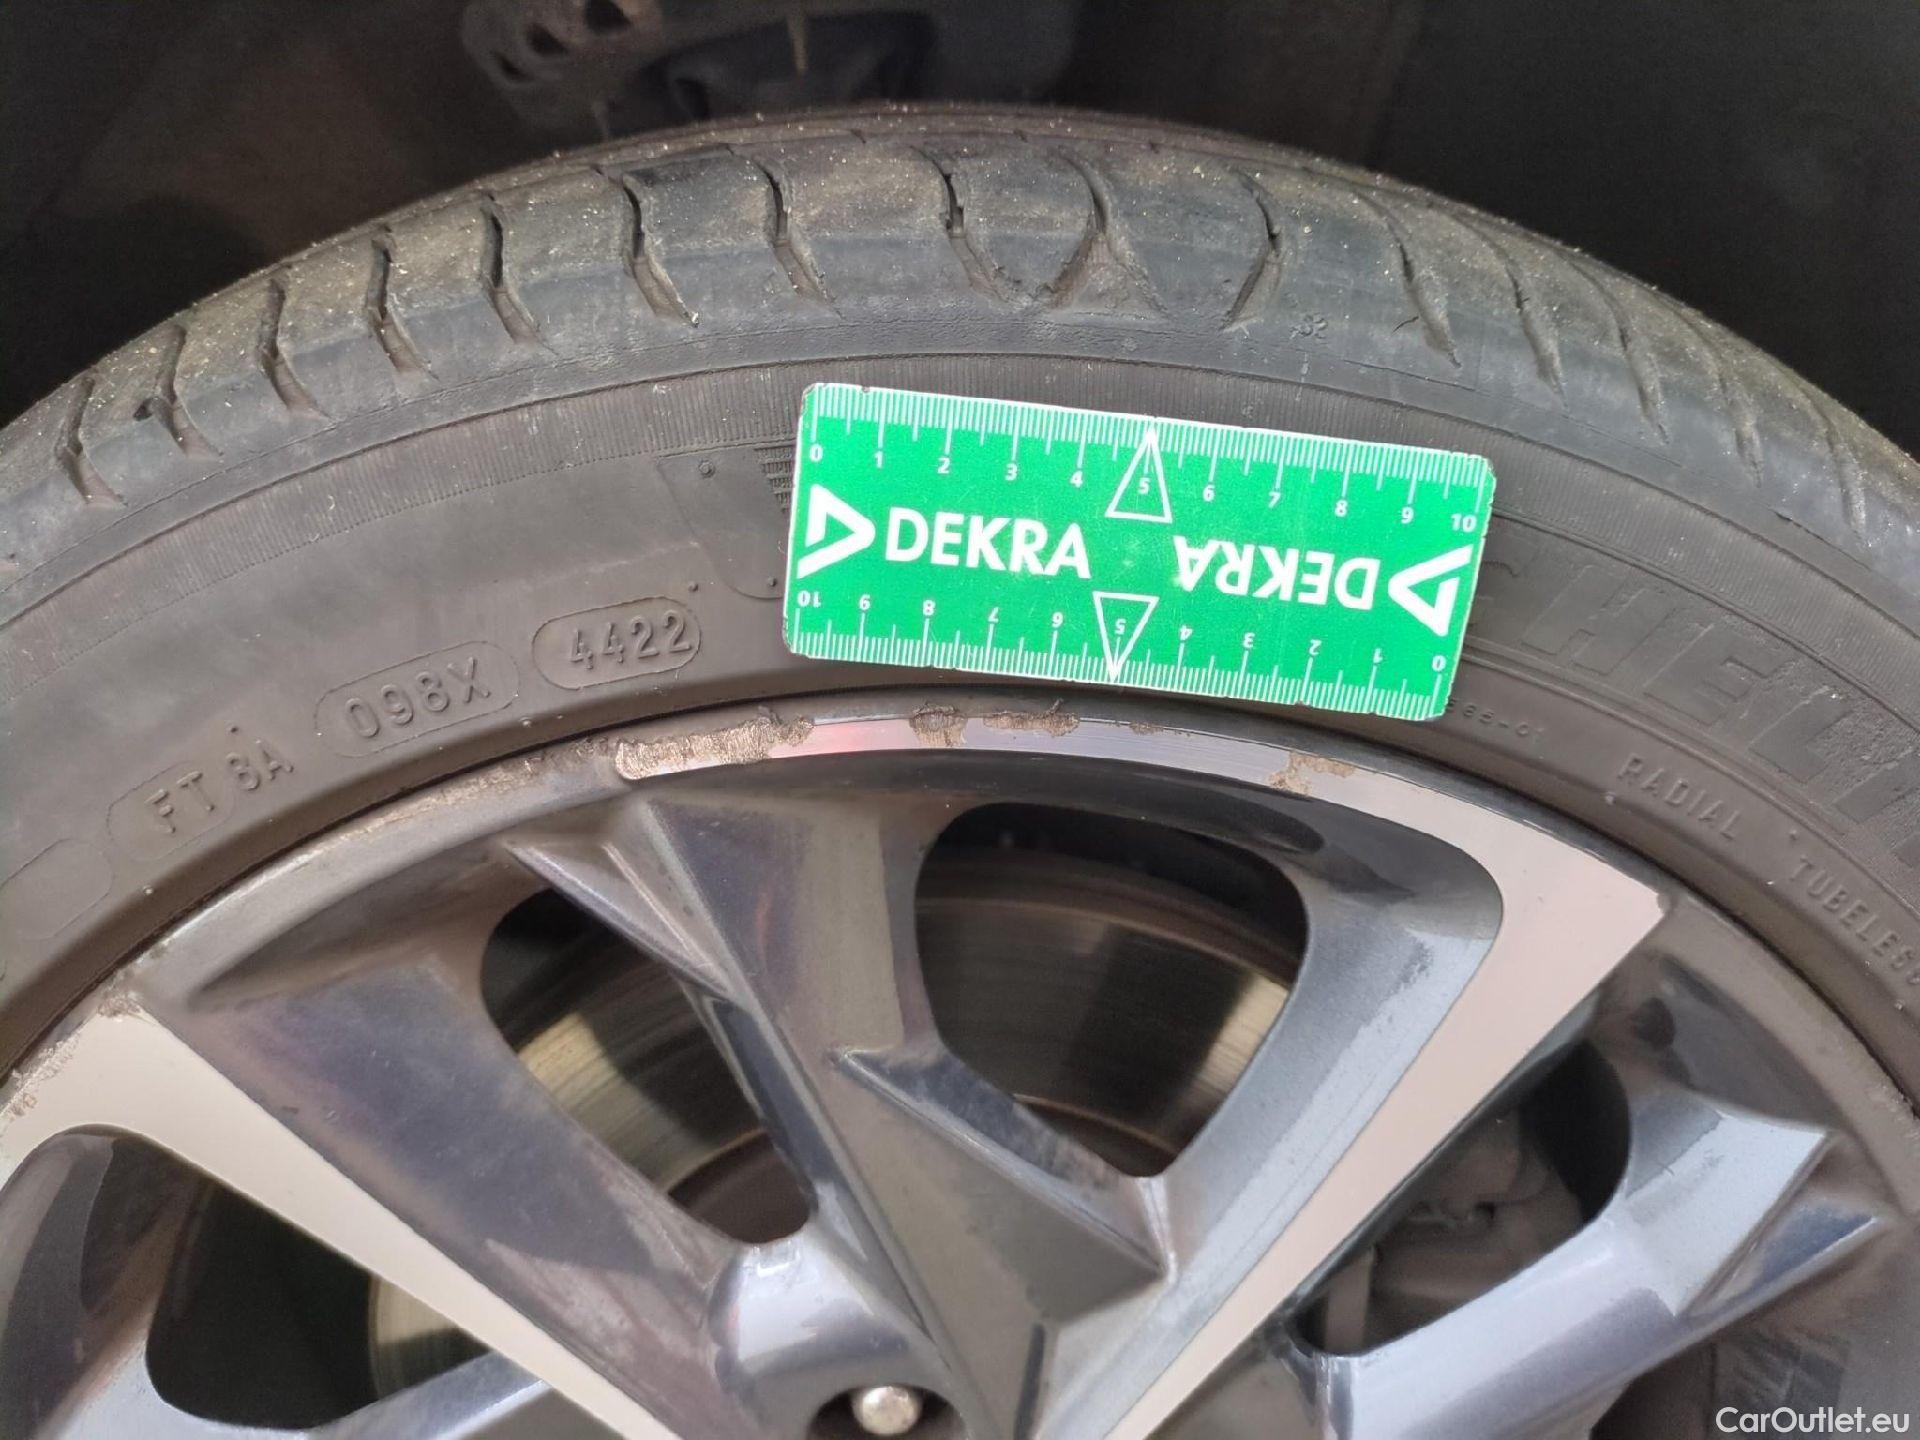 0 1 2 3 4 5 6 7 8 9 10
DEKRA
DEKRA
10 9 8 7 6 5 4 3 2 1 0
4422
098X
FT 8A
RADIAL TUBELESS
CarOutlet.eu